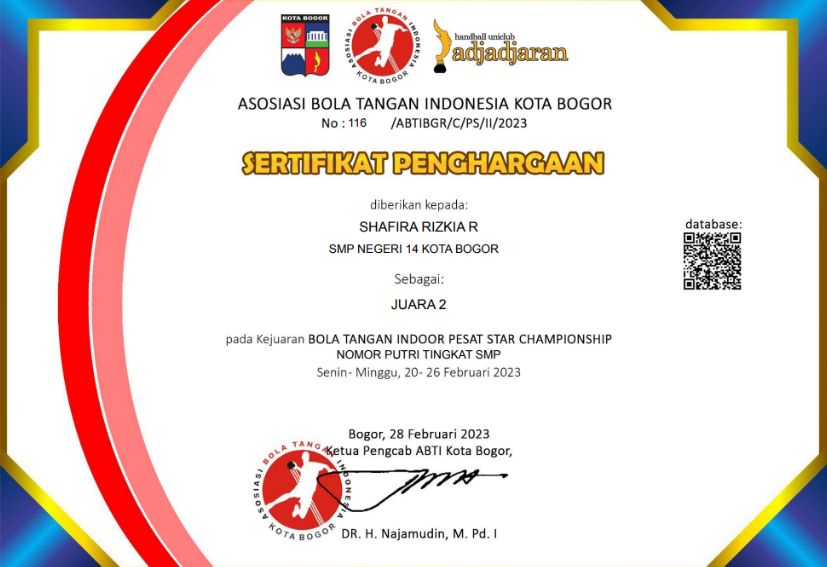 KOTA BOGOR
ASOSIASI BOLA TANGAN INDONESIA
KOTA BOGOR
handball uniclub
adjadjaran
ASOSIASI BOLA TANGAN INDONESIA KOTA BOGOR
No : 116 /ABTIBGR/C/PS/II/2023
SERTIFIKAT PENGHARGAAN
diberikan kepada:
SHAFIRA RIZKIA R
SMP NEGERI 14 KOTA BOGOR
database:
Sebagai:
JUARA 2
pada Kejuaran BOLA TANGAN INDOOR PESAT STAR CHAMPIONSHIP
NOMOR PUTRI TINGKAT SMP
Senin- Minggu, 20- 26 Februari 2023
Bogor, 28 Februari 2023
Ketua Pengcab ABTI Kota Bogor,
ASOSIASI BOLA TANGAN INDONESIA
KOTA BOGOR
DR. H. Najamudin, M. Pd. I